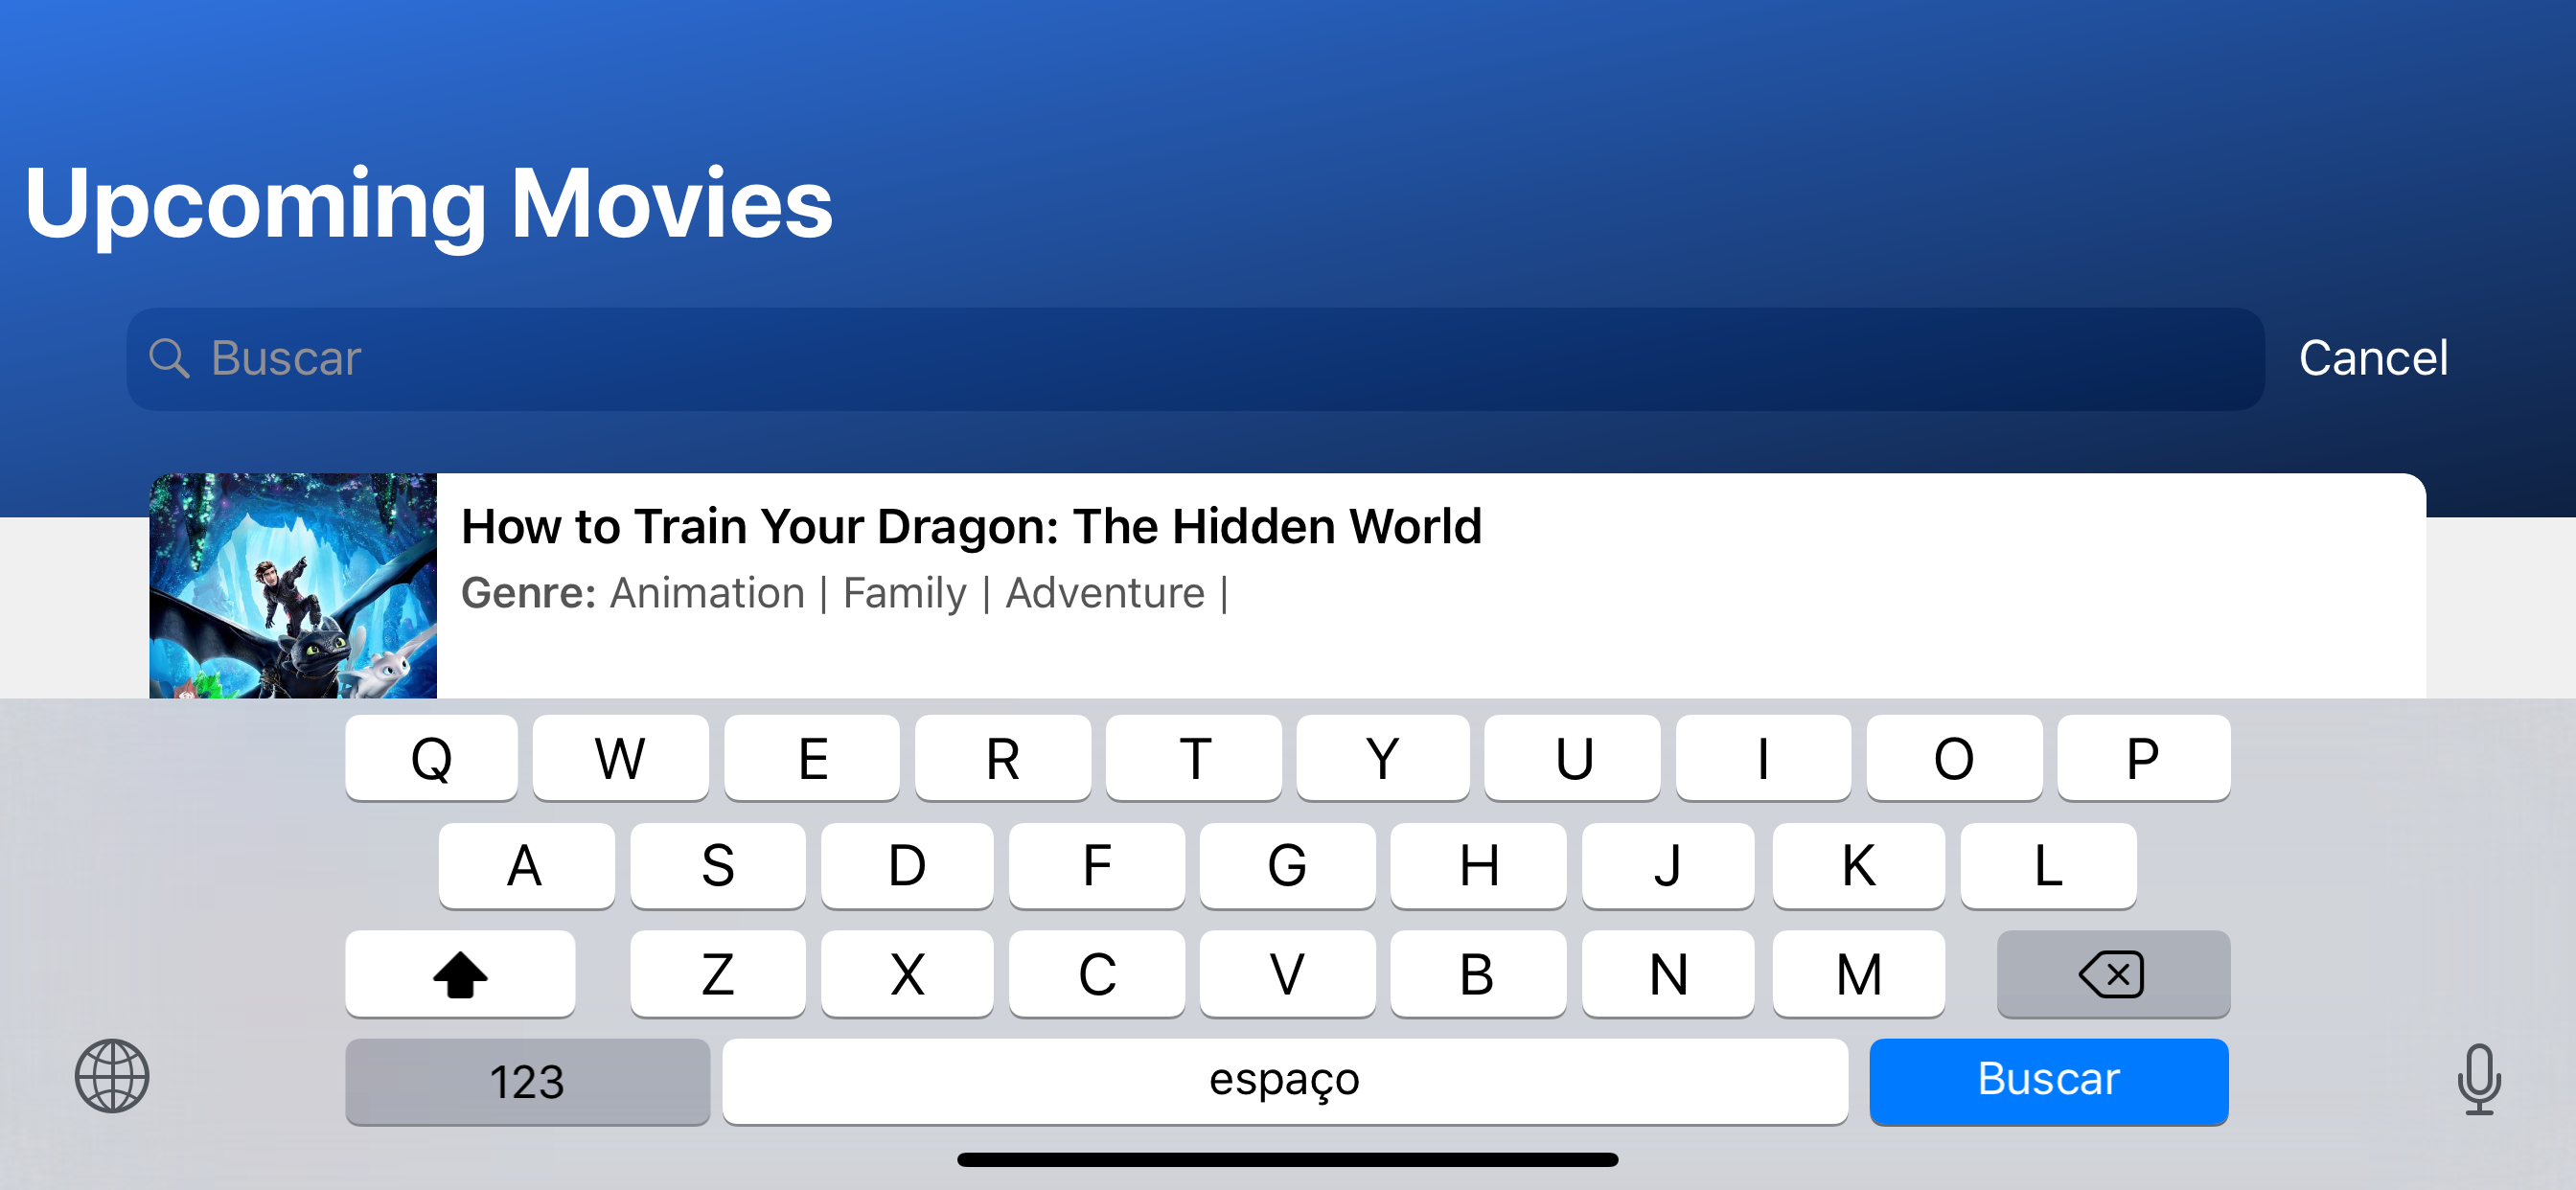 Upcoming Movies
Buscar
Cancel
How to Train Your Dragon: The Hidden World
Genre: Animation | Family | Adventure |
Q W E R T Y U I O P
A S D F G H J K L
Z X C V B N M
123 espaço Buscar